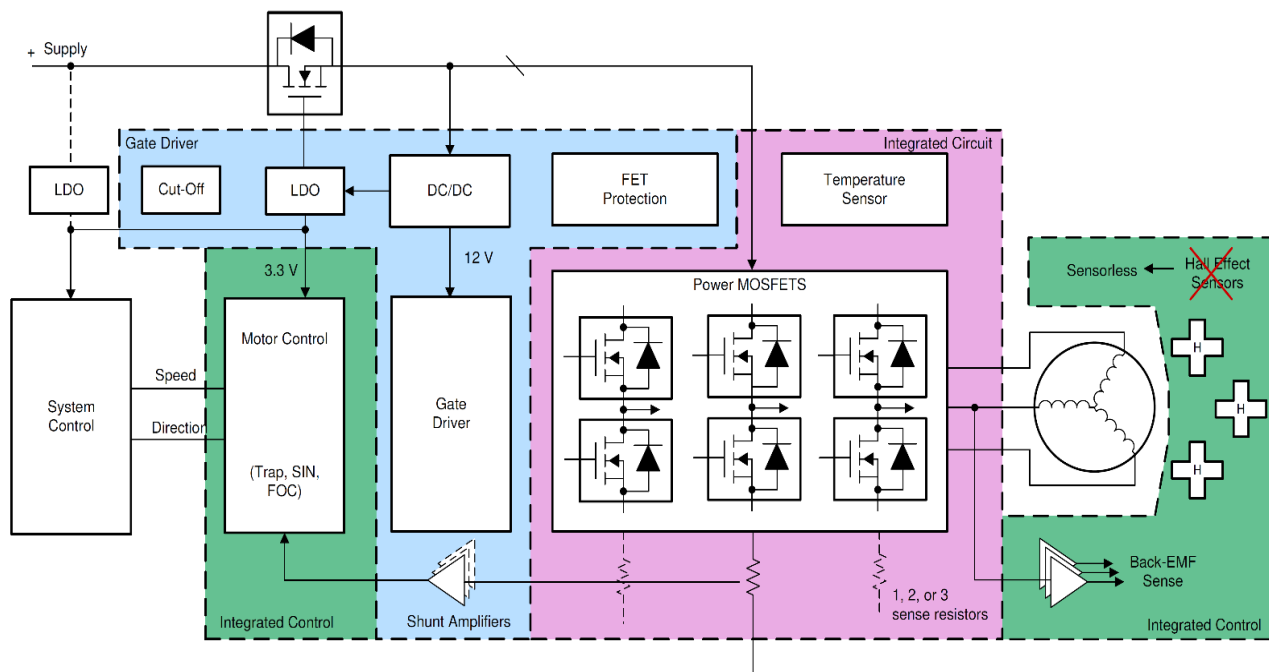 + Supply
Gate Driver
Integrated Circuit
LDO
Cut-Off
LDO
DC/DC
FET
Protection
Temperature
Sensor
3.3 V
12 V
Sensorless
Hall Effect
Sensors
Power MOSFETS
Motor Control
(Trap, SIN,
FOC)
System
Control
Speed
Direction
Gate
Driver
H
H
H
1, 2, or 3
sense resistors
Back-EMF
Sense
Integrated Control
Shunt Amplifiers
Integrated Control